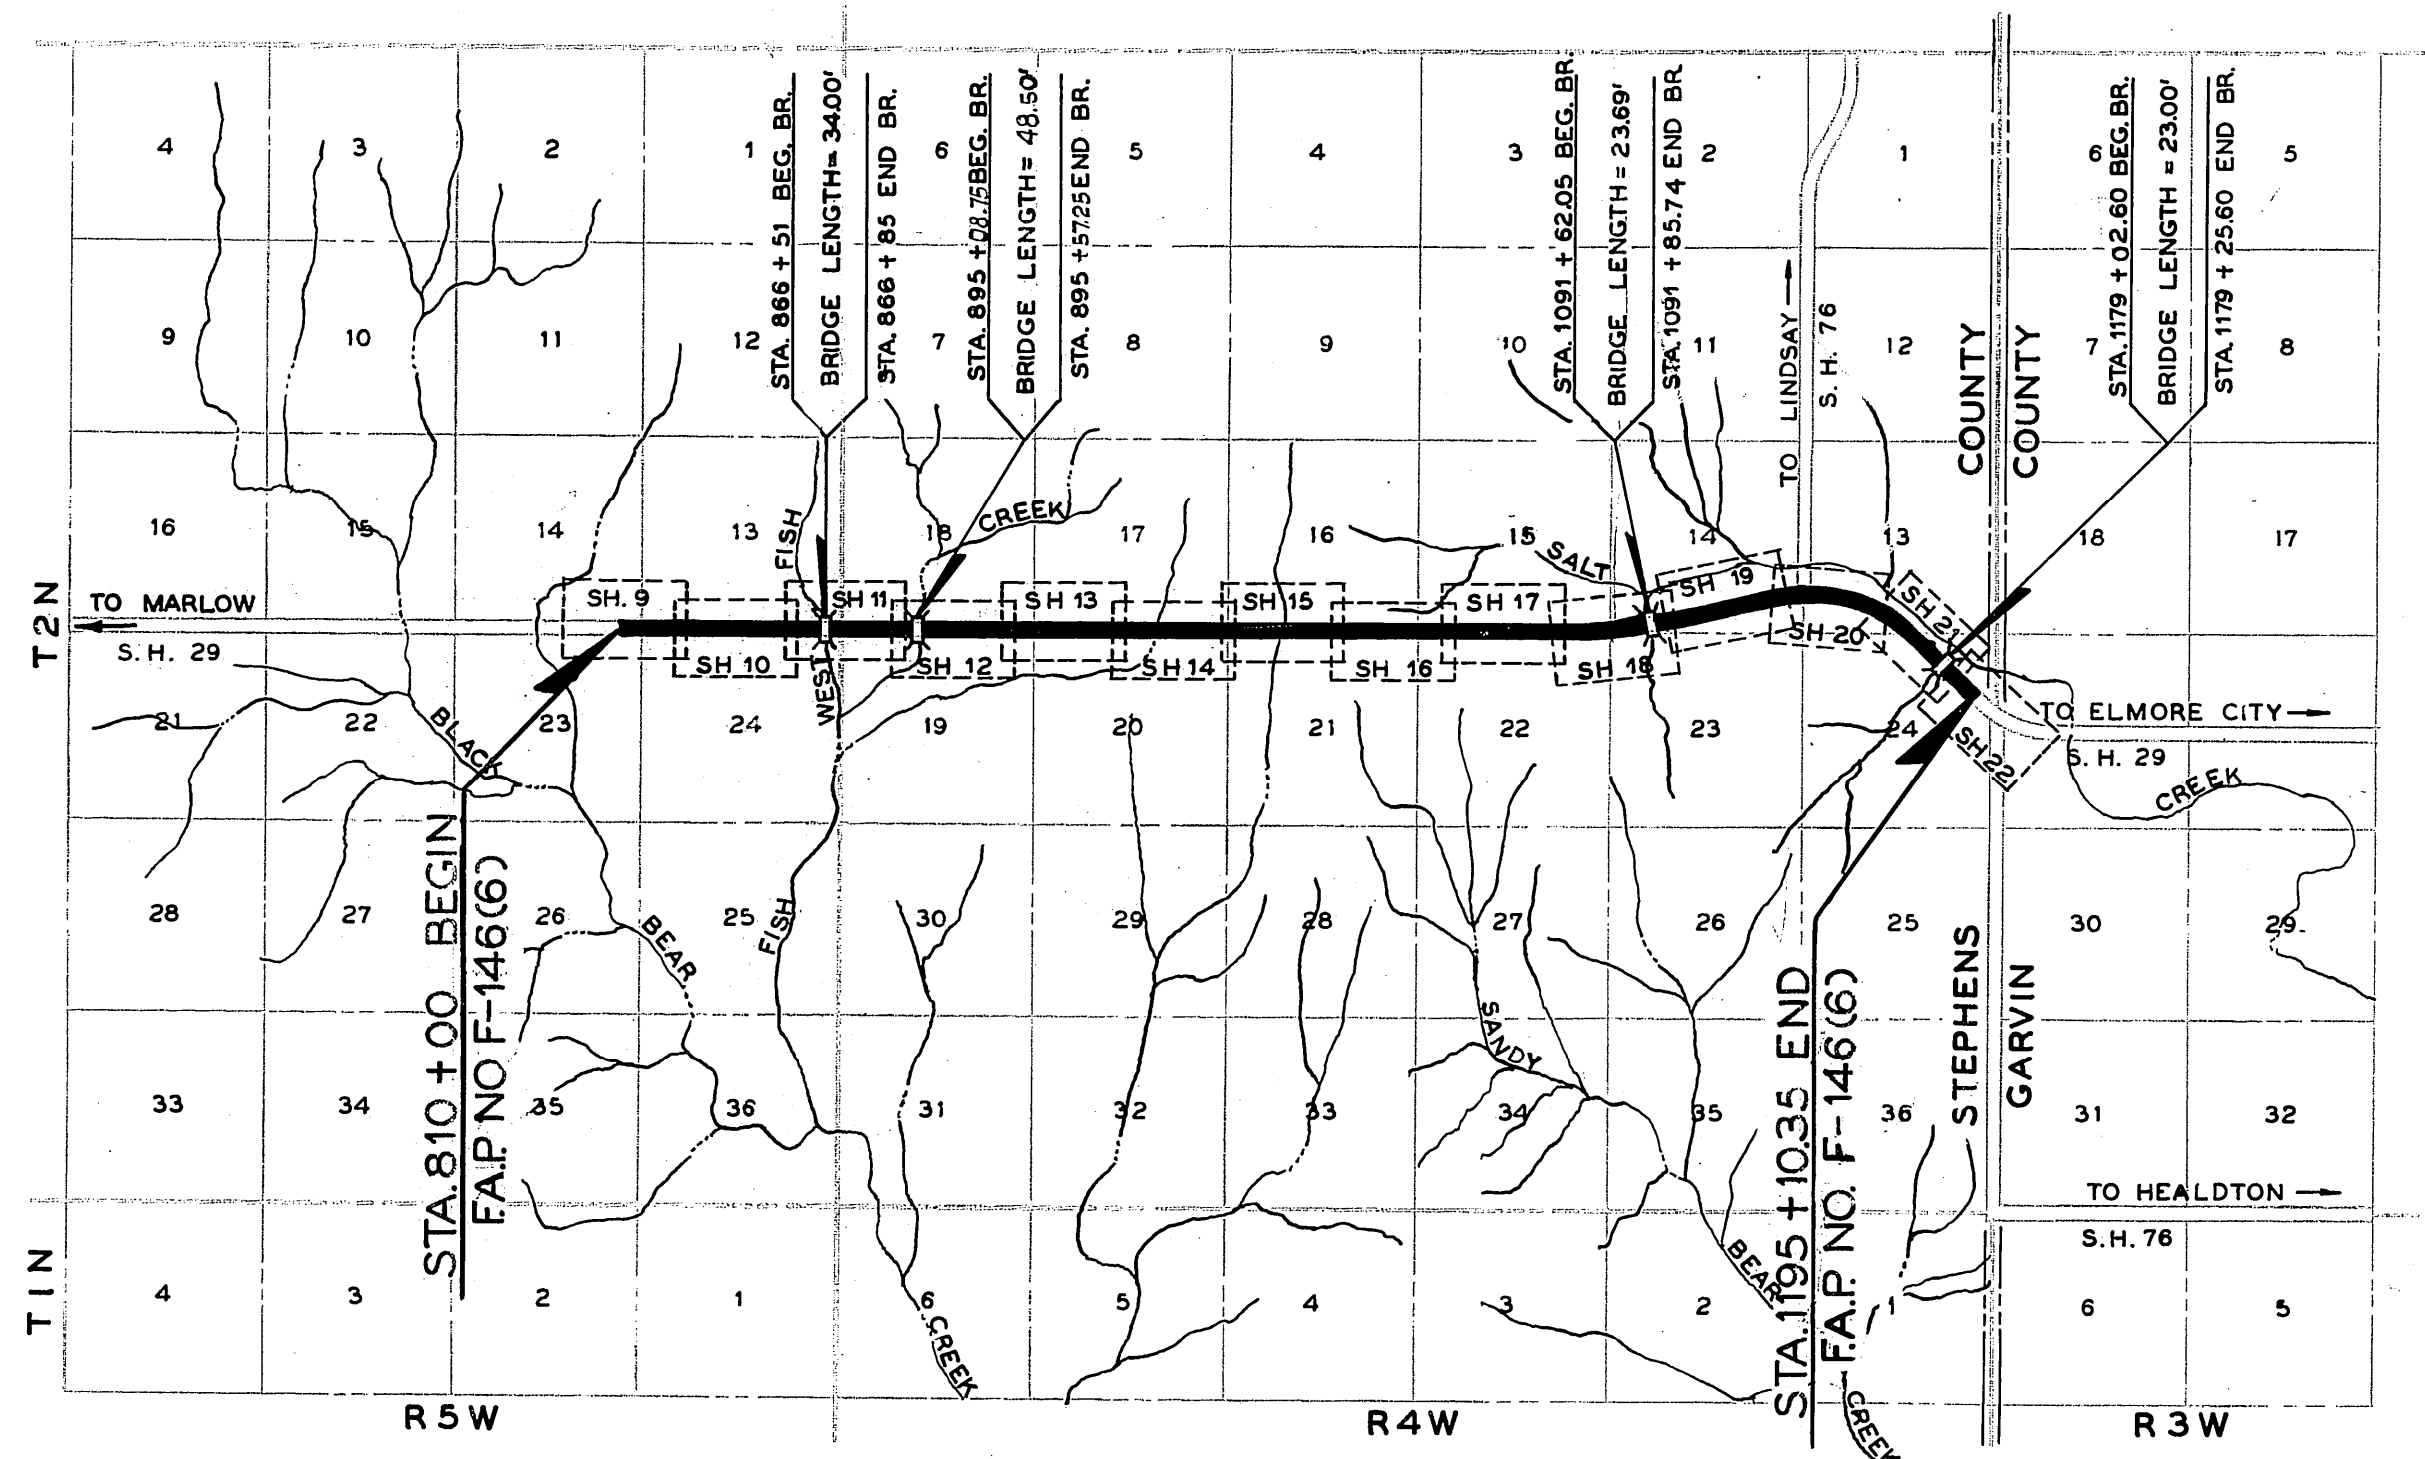 STA. 866 + 51 BEG. BR.
BRIDGE LENGTH = 34.00'
STA. 866 + 85 END BR.
STA. 895 + 08.75 BEG. BR.
BRIDGE LENGTH = 48.50'
STA. 895 + 57.25 END BR.
STA. 1091 + 62.05 BEG. BR.
BRIDGE LENGTH = 23.69'
STA. 1091 + 85.74 END BR.
STA. 1179 + 02.60 BEG. BR.
BRIDGE LENGTH = 23.00'
STA. 1179 + 25.60 END BR.
4 3 2 1 6 5 4 3 2 1 6 5
9 10 11 12 7 8 9 10 11 12 7 8
TO LINDSAY
S. H. 76
COUNTY
COUNTY
16 15 14 13 18 17 16 15 14 13 18 17
FISH
CREEK
SALT
T 2 N
TO MARLOW
S. H. 29
SH. 9
SH 10
SH 11
SH 12
SH 13
SH 14
SH 15
SH 16
SH 17
SH 18
SH 19
SH 20
SH 21
SH 22
WEST
21 22 23 24 19 20 21 22 23 24
BLACK
TO ELMORE CITY
S. H. 29
CREEK
STA. 810 + 00 BEGIN
F.A.P. NO F-146(6)
28 27 26 25 30 29 28 27 26 25 30 29
BEAR
FISH
SANDY
STEPHENS
GARVIN
33 34 35 36 31 32 33 34 35 36 31 32
STA. 1195 + 10.35 END
F.A.P. NO. F-146(6)
TO HEALDTON
S.H. 76
T 1 N
4 3 2 1 6 5 4 3 2 1 6 5
CREEK
BEAR
CREEK
R 5 W
R 4 W
R 3 W